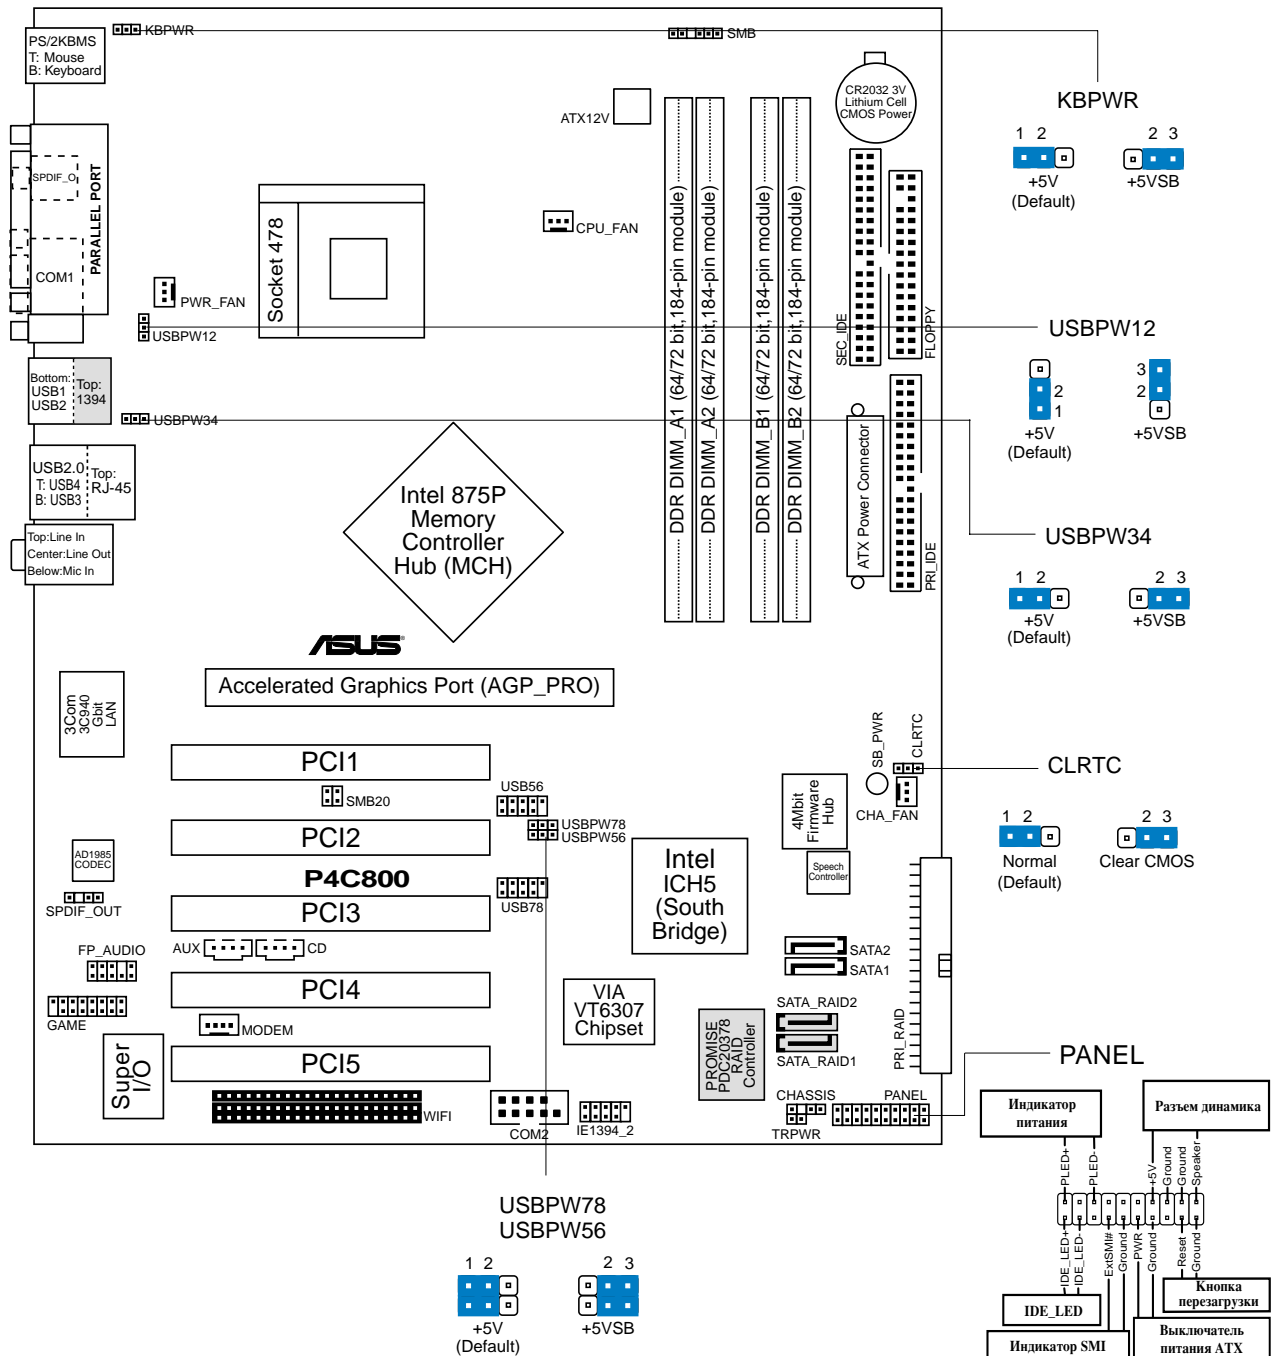 PS/2KBMS
T: Mouse
B: Keyboard
KBPWR
SMB
CR2032 3V
Lithium Cell
CMOS Power
ATX12V
KBPWR
1 2
+5V
(Default)
2 3
+5VSB
SPDIF_O
PARALLEL PORT
COM1
Socket 478
CPU_FAN
PWR_FAN
USBPW12
DDR DIMM_A1 (64/72 bit,184-pin module)
DDR DIMM_A2 (64/72 bit,184-pin module)
DDR DIMM_B1 (64/72 bit,184-pin module)
DDR DIMM_B2 (64/72 bit,184-pin module)
SEC_IDE
FLOPPY
USBPW12
2
1
+5V
(Default)
3
2
+5VSB
Bottom:
USB1
USB2
Top:
1394
USBPW34
USB2.0
T: USB4
B: USB3
Top:
RJ-45
Top:Line In
Center:Line Out
Below:Mic In
Intel 875P
Memory
Controller
Hub (MCH)
ATX Power Connector
PRI_IDE
USBPW34
1 2
+5V
(Default)
2 3
+5VSB
ASUS
Accelerated Graphics Port (AGP_PRO)
3Com
3C940
Gbit
LAN
PCI1
SMB20
USB56
USBPW78
USBPW56
SB_PWR
CLRTC
CHA_FAN
4Mbit
Firmware
Hub
CLRTC
1 2
Normal
(Default)
2 3
Clear CMOS
PCI2
AD1985
CODEC
P4C800
Intel
ICH5
(South
Bridge)
Speech
Controller
SPDIF_OUT
PCI3
USB78
AUX
CD
FP_AUDIO
SATA2
SATA1
PCI4
GAME
VIA
VT6307
Chipset
SATA_RAID2
SATA_RAID1
PROMISE
PDC20378
RAID
Controller
PRI_RAID
MODEM
Super
I/O
PCI5
WIFI
COM2
IE1394_2
CHASSIS
TRPWR
PANEL
PANEL
Индикатор
питания
Разъем динамика
PLED+
PLED-
+5V
Ground
Ground
Speaker
IDE_LED+
IDE_LED-
ExtSMI#
Ground
PWR
Ground
Reset
Ground
IDE_LED
Кнопка
перезагрузки
Индикатор SMI
Выключатель
питания ATX
USBPW78
USBPW56
1 2
+5V
(Default)
2 3
+5VSB